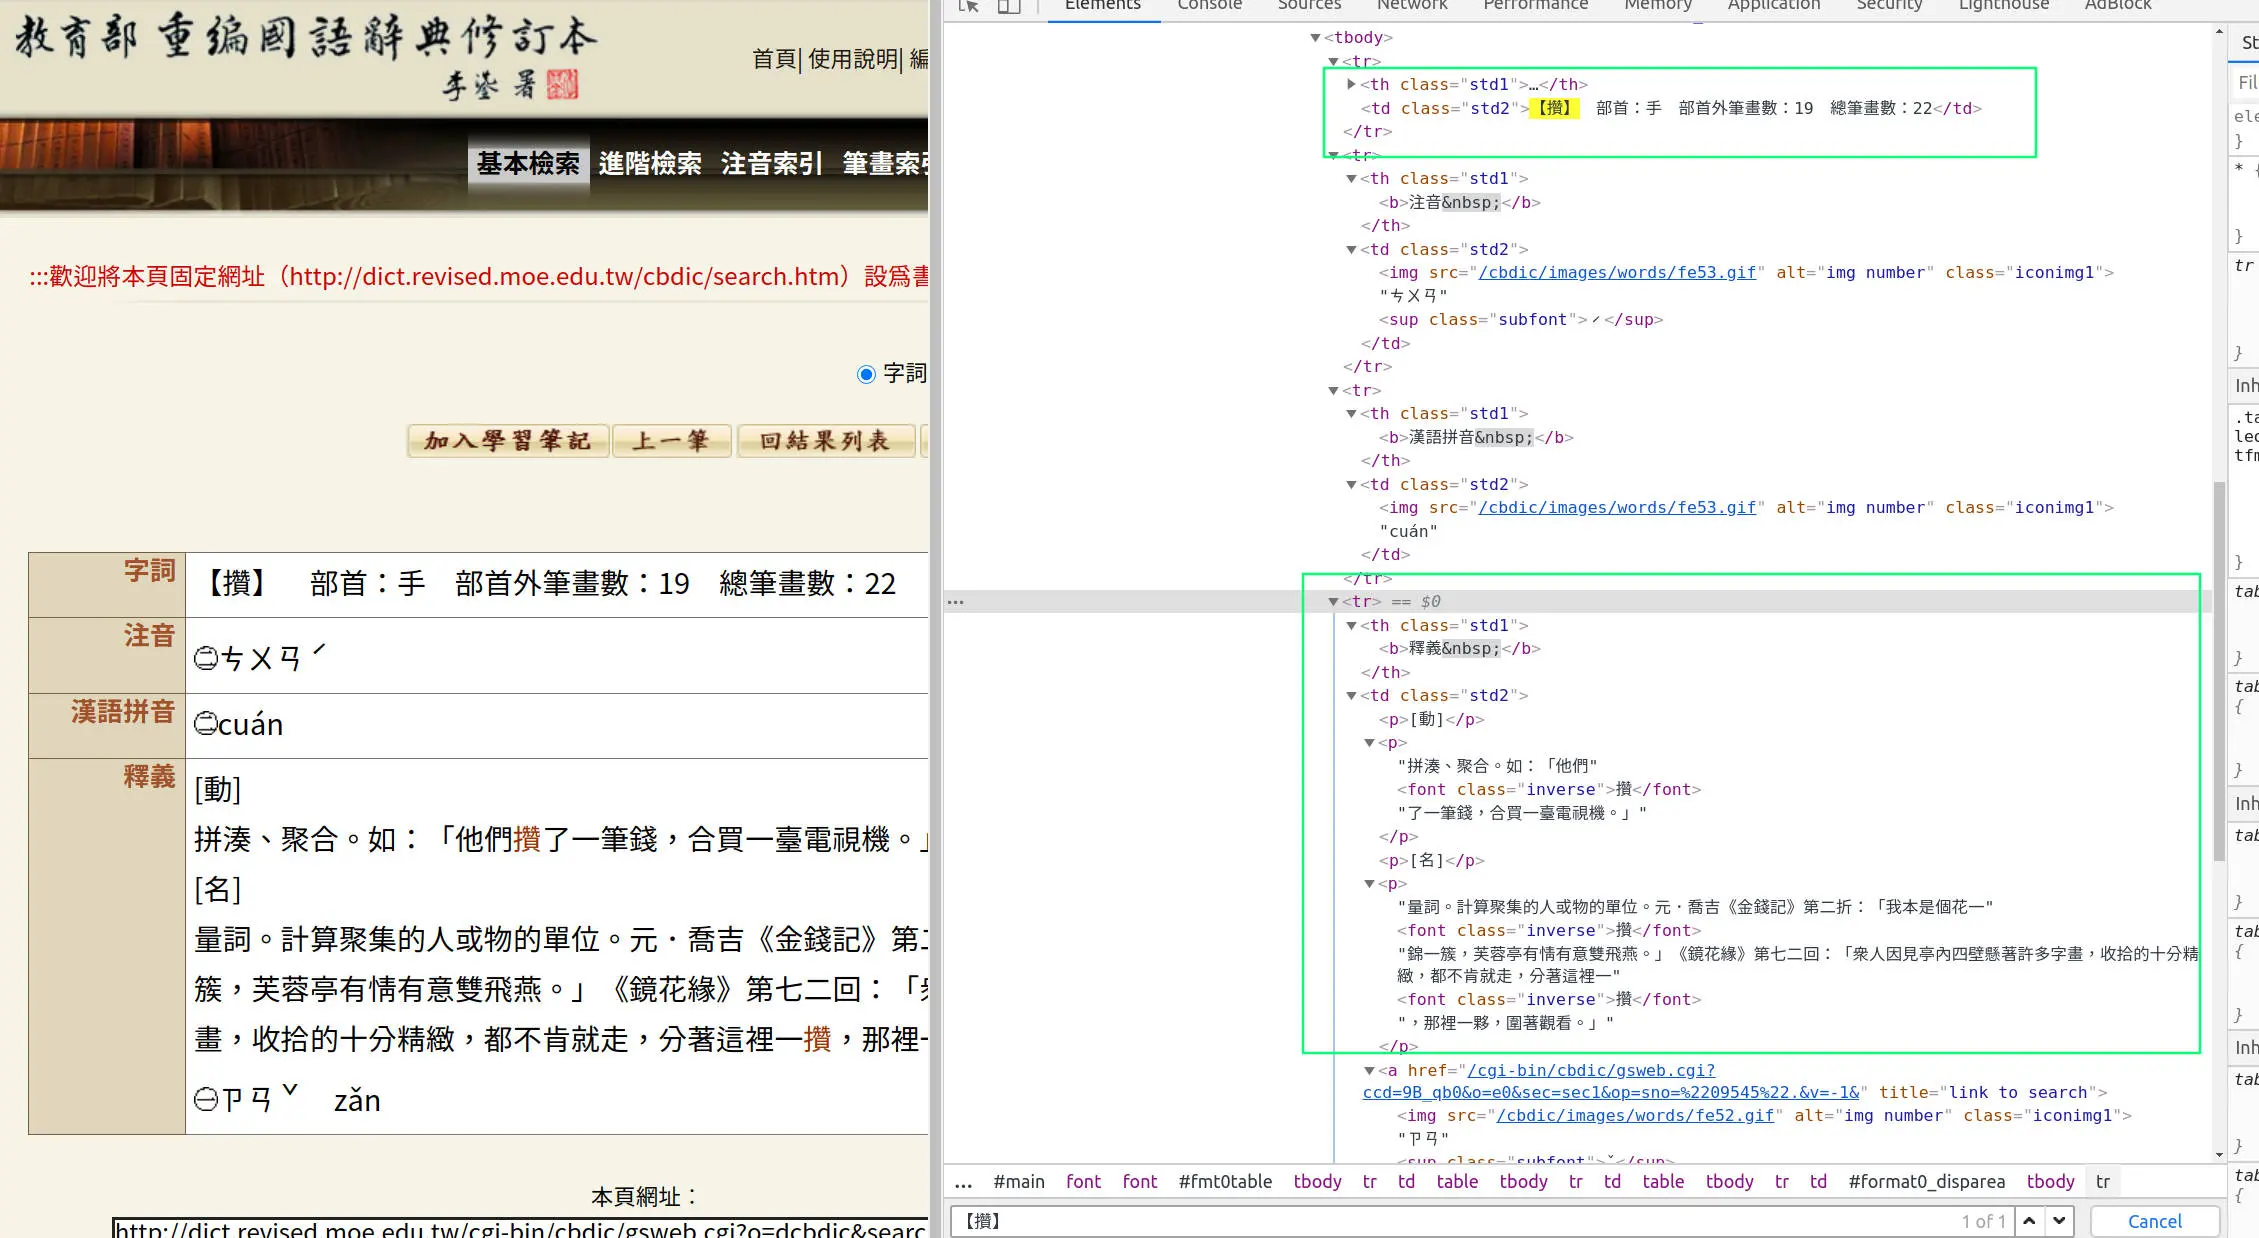 教育部 重編國語辭典修訂本
李鎏 署
首頁| 使用說明| 編
基本檢索 進階檢索 注音索引 筆畫索引
:::歡迎將本頁固定網址（http://dict.revised.moe.edu.tw/cbdic/search.htm）設為書
字詞
加入學習筆記 上一筆 回結果列表
字詞 【攢】　部首：手　部首外筆畫數：19　總筆畫數：22
注音 ㊁ㄘㄨㄢˊ
漢語拼音 ㊁cuán
釋義 [動]
拼湊、聚合。如：「他們攢了一筆錢，合買一臺電視機。」
[名]
量詞。計算聚集的人或物的單位。元．喬吉《金錢記》第二
簇，芙蓉亭有情有意雙飛燕。」《鏡花緣》第七二回：「眾
畫，收拾的十分精緻，都不肯就走，分著這裡一攢，那裡一
㊀ㄗㄢˇ zǎn
本頁網址：
http://dict.revised.moe.edu.tw/cgi-bin/cbdic/gsweb.cgi?o=dcbdic&searc
Elements Console Sources Network Performance Memory Application Security Lighthouse AdBlock
▼<tbody>
▼<tr>
▶<th class="std1">…</th>
<td class="std2">【攢】　部首：手　部首外筆畫數：19　總筆畫數：22</td>
</tr>
▼<tr>
▼<th class="std1">
<b>注音&nbsp;</b>
</th>
▼<td class="std2">
<img src="/cbdic/images/words/fe53.gif" alt="img number" class="iconimg1">
"ㄘㄨㄢ"
<sup class="subfont">ˊ</sup>
</td>
</tr>
▼<tr>
▼<th class="std1">
<b>漢語拼音&nbsp;</b>
</th>
▼<td class="std2">
<img src="/cbdic/images/words/fe53.gif" alt="img number" class="iconimg1">
"cuán"
</td>
</tr>
… ▼<tr> == $0
▼<th class="std1">
<b>釋義&nbsp;</b>
</th>
▼<td class="std2">
<p>[動]</p>
▼<p>
"拼湊、聚合。如：「他們"
<font class="inverse">攢</font>
"了一筆錢，合買一臺電視機。」"
</p>
<p>[名]</p>
▼<p>
"量詞。計算聚集的人或物的單位。元．喬吉《金錢記》第二折：「我本是個花一"
<font class="inverse">攢</font>
"錦一簇，芙蓉亭有情有意雙飛燕。」《鏡花緣》第七二回：「眾人因見亭內四壁懸著許多字畫，收拾的十分精
緻，都不肯就走，分著這裡一"
<font class="inverse">攢</font>
"，那裡一夥，圍著觀看。」"
</p>
▼<a href="/cgi-bin/cbdic/gsweb.cgi?
ccd=9B_qb0&o=e0&sec=sec1&op=sno=%2209545%22.&v=-1&" title="link to search">
<img src="/cbdic/images/words/fe52.gif" alt="img number" class="iconimg1">
"ㄗㄢ"
<sup class="subfont">ˇ</sup>
… #main font font #fmt0table tbody tr td table tbody tr td table tbody tr td #format0_disparea tbody tr
【攢】 1 of 1 Cancel
St
Fil
ele
}
* {
}
tr
}
Inh
.ta
led
tfm
}
tab
}
tab
{
}
Inh
tab
}
tab
{
}
Inh
tab
}
tab
{